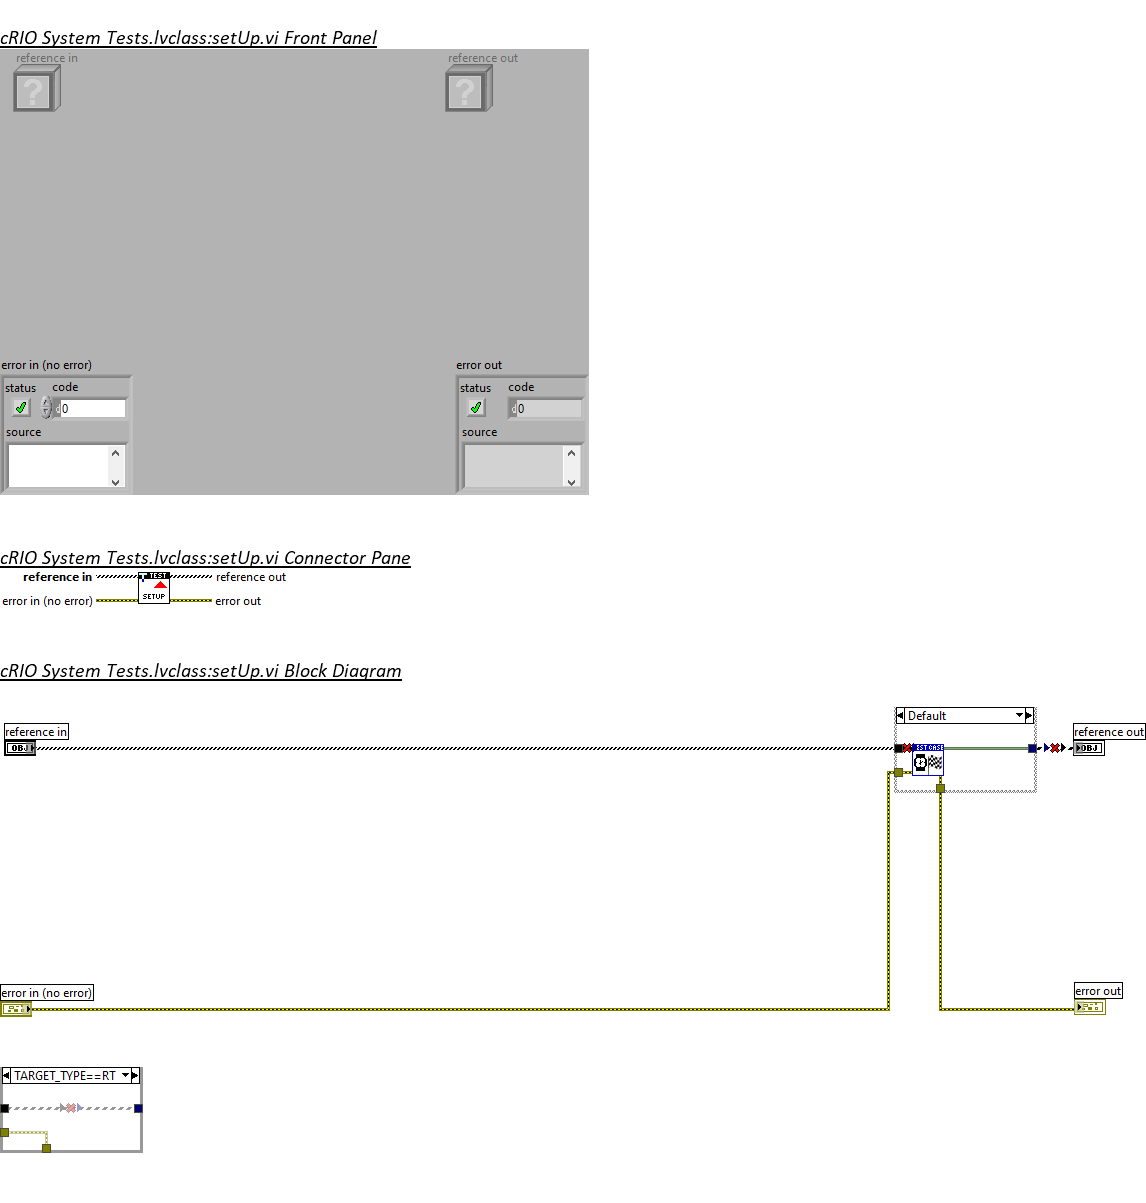 cRIO System Tests.lvclass:setUp.vi Front Panel
reference in
reference out
?
?
error in (no error)
error out
status
code
status
code
d
0
d
0
source
source
cRIO System Tests.lvclass:setUp.vi Connector Pane
reference in
TEST
reference out
error in (no error)
SETUP
error out
cRIO System Tests.lvclass:setUp.vi Block Diagram
Default
reference in
reference out
OBJ
OBJ
error in (no error)
error out
TARGET_TYPE==RT